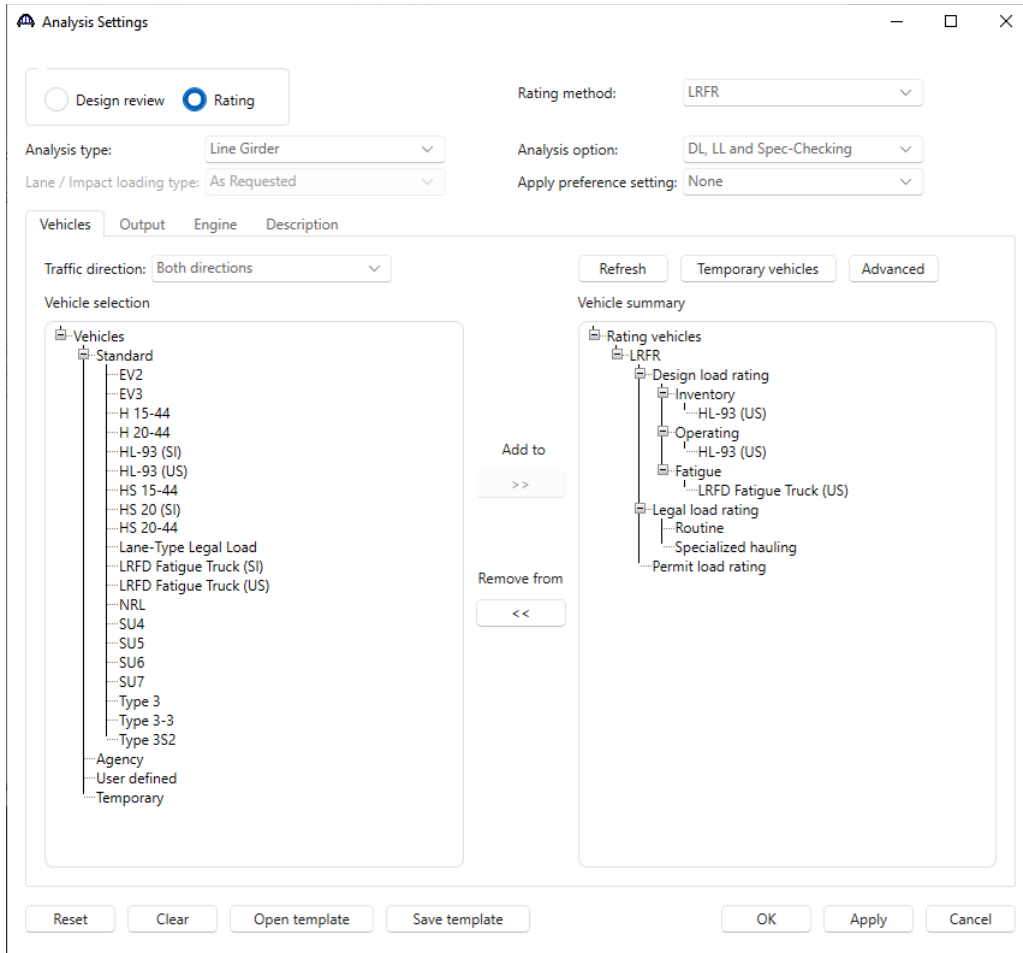 Analysis Settings
Design review Rating
Rating method: LRFR
Analysis type: Line Girder
Analysis option: DL, LL and Spec-Checking
Lane / Impact loading type: As Requested
Apply preference setting: None
Vehicles Output Engine Description
Traffic direction: Both directions
Refresh Temporary vehicles Advanced
Vehicle selection
Vehicles
Standard
EV2
EV3
H 15-44
H 20-44
HL-93 (SI)
HL-93 (US)
HS 15-44
HS 20 (SI)
HS 20-44
Lane-Type Legal Load
LRFD Fatigue Truck (SI)
LRFD Fatigue Truck (US)
NRL
SU4
SU5
SU6
SU7
Type 3
Type 3-3
Type 3S2
Agency
User defined
Temporary
Add to
>>
Remove from
<<
Vehicle summary
Rating vehicles
LRFR
Design load rating
Inventory
HL-93 (US)
Operating
HL-93 (US)
Fatigue
LRFD Fatigue Truck (US)
Legal load rating
Routine
Specialized hauling
Permit load rating
Reset Clear Open template Save template OK Apply Cancel